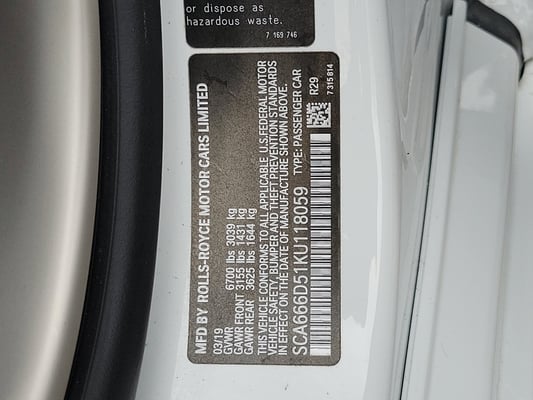 or dispose as
hazardous waste.
7 169 746
MFD BY ROLLS-ROYCE MOTOR CARS LIMITED
03/19
GVWR 6700 lbs 3039 kg
GAWR FRONT 3155 lbs 1431 kg
GAWR REAR 3625 lbs 1644 kg
THIS VEHICLE CONFORMS TO ALL APPLICABLE U.S. FEDERAL MOTOR
VEHICLE SAFETY, BUMPER AND THEFT PREVENTION STANDARDS
IN EFFECT ON THE DATE OF MANUFACTURE SHOWN ABOVE.
SCA666D51KU118059 TYPE: PASSENGER CAR
R29
7 315 814